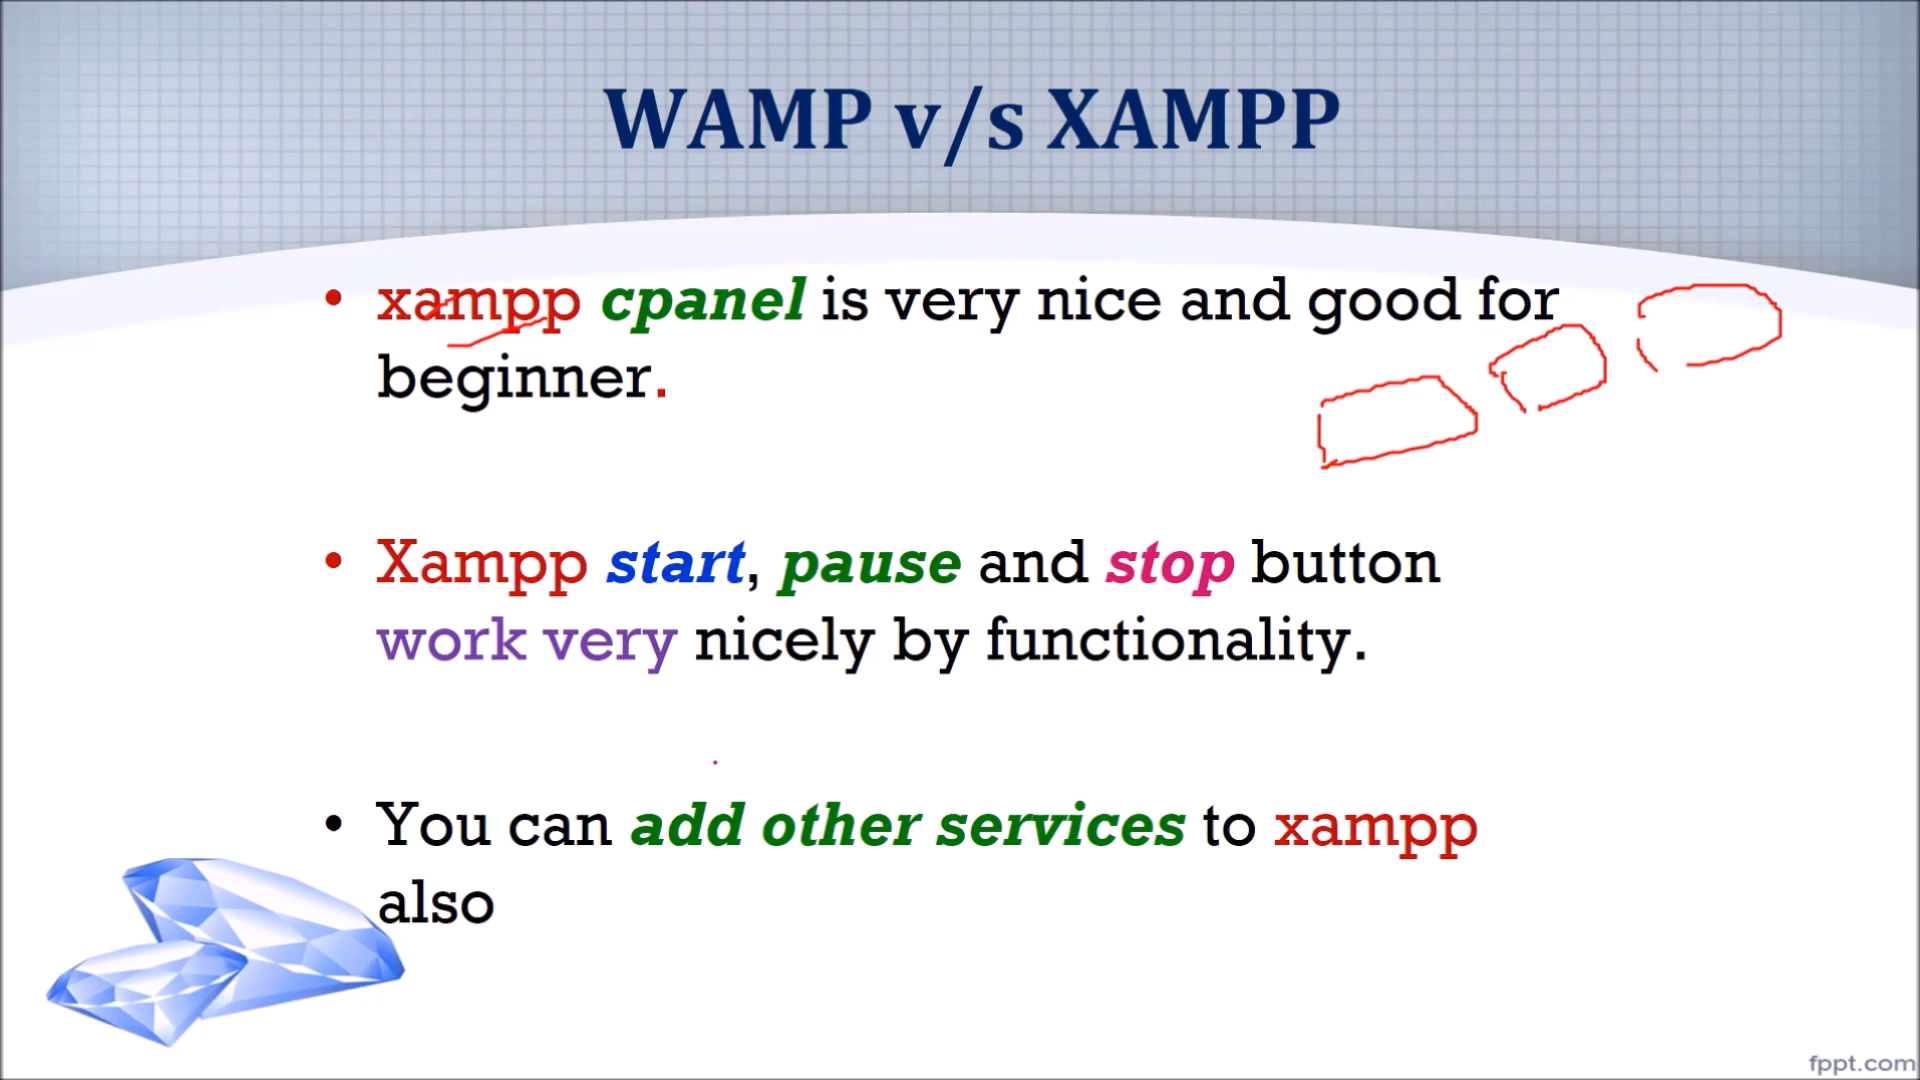 WAMP v/s XAMPP
• xampp cpanel is very nice and good for
beginner.
• Xampp start, pause and stop button
work very nicely by functionality.
• You can add other services to xampp
also
fppt.com